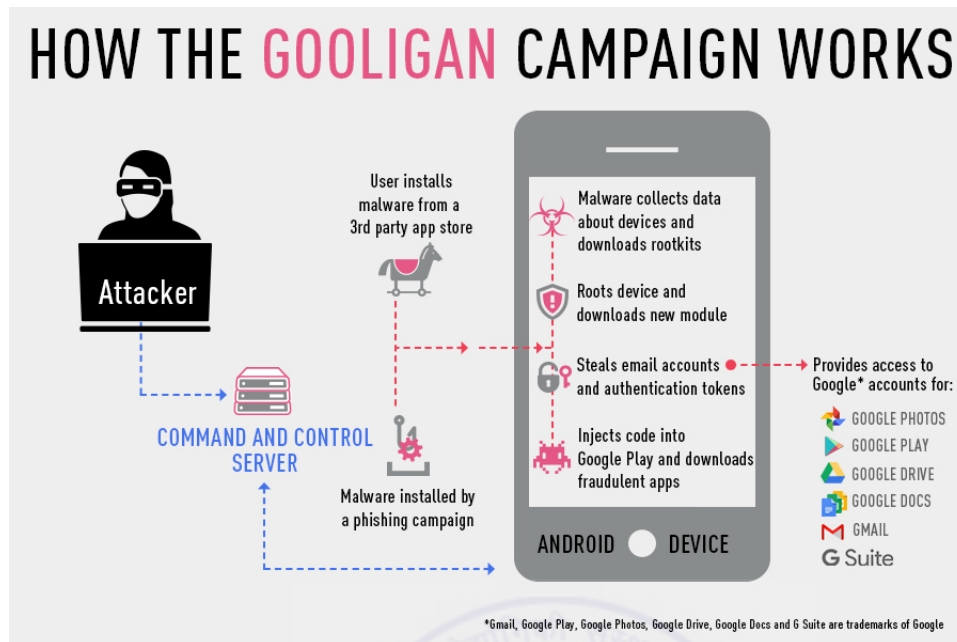 HOW THE GOOLIGAN CAMPAIGN WORKS
Attacker
COMMAND AND CONTROL
SERVER
User installs
malware from a
3rd party app store
Malware installed by
a phishing campaign
Malware collects data
about devices and
downloads rootkits
Roots device and
downloads new module
Steals email accounts
and authentication tokens
Injects code into
Google Play and downloads
fraudulent apps
ANDROID DEVICE
Provides access to
Google* accounts for:
GOOGLE PHOTOS
GOOGLE PLAY
GOOGLE DRIVE
GOOGLE DOCS
GMAIL
G Suite
*Gmail, Google Play, Google Photos, Google Drive, Google Docs and G Suite are trademarks of Google